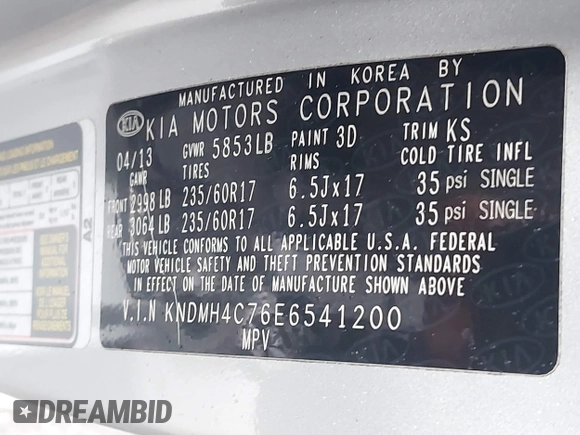 MANUFACTURED IN KOREA BY
KIA KIA MOTORS CORPORATION
04/13 GVWR 5853LB PAINT 3D TRIM KS
GAWR TIRES RIMS COLD TIRE INFL
FRONT 2998 LB 235/60R17 6.5Jx17 35 psi SINGLE
REAR 3064 LB 235/60R17 6.5Jx17 35 psi SINGLE
THIS VEHICLE CONFORMS TO ALL APPLICABLE U.S.A. FEDERAL
MOTOR VEHICLE SAFETY AND THEFT PREVENTION STANDARDS
IN EFFECT ON THE DATE OF MANUFACTURE SHOWN ABOVE
V.I.N KNDMH4C76E6541200
MPV
A2
DREAMBID